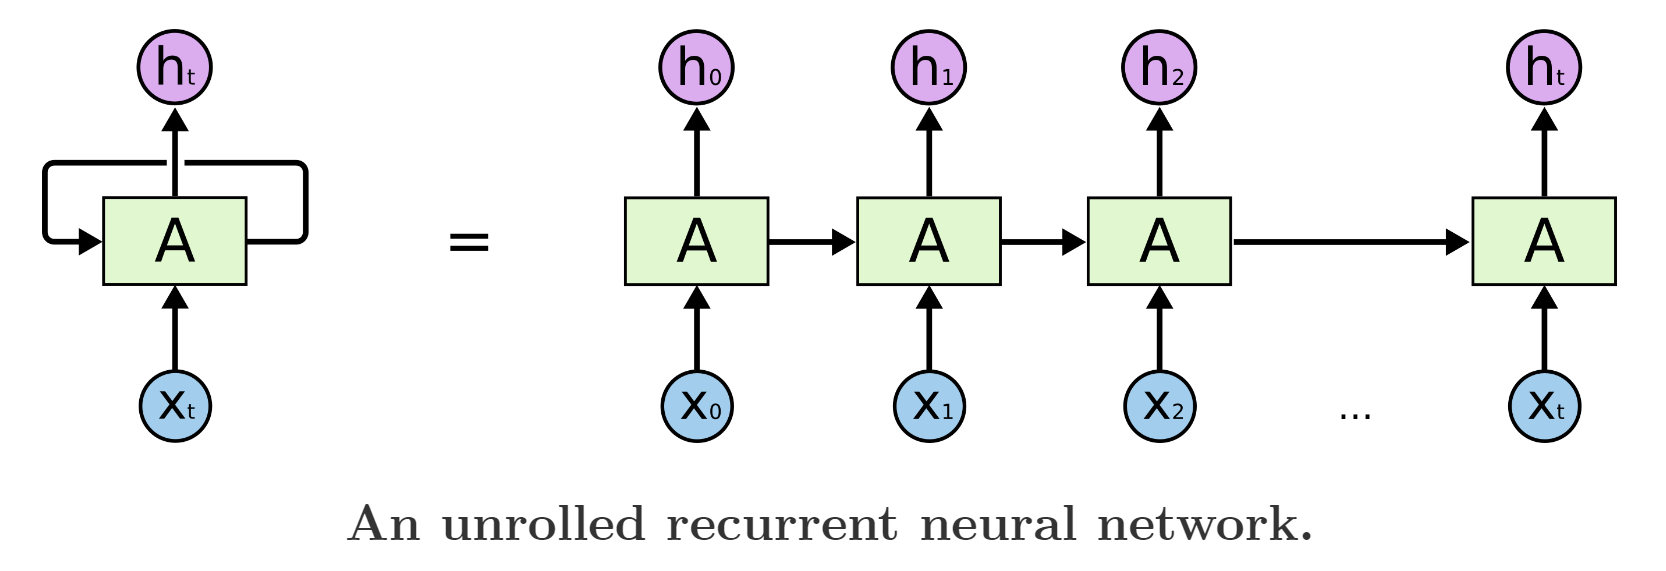 ht h0 h1 h2 ht
A = A A A A
xt x0 x1 x2 ... xt
An unrolled recurrent neural network.